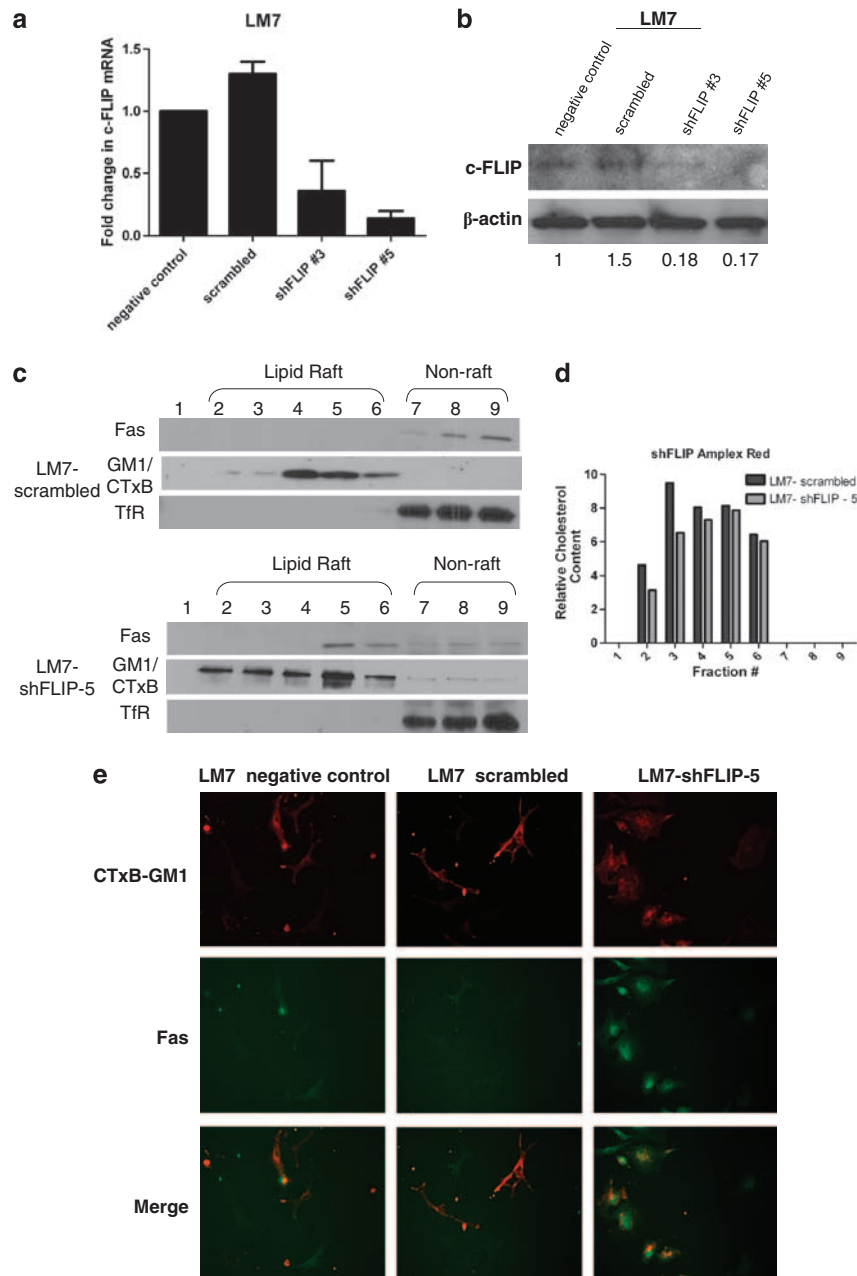 a
LM7
Fold change in c-FLIP mRNA
1.5
1.0
0.5
0.0
negative control
scrambled
shFLIP #3
shFLIP #5
b
LM7
negative control
scrambled
shFLIP #3
shFLIP #5
c-FLIP
β-actin
1 1.5 0.18 0.17
c
Lipid Raft Non-raft
1 2 3 4 5 6 7 8 9
Fas
LM7-
scrambled
GM1/
CTxB
TfR
Lipid Raft Non-raft
1 2 3 4 5 6 7 8 9
Fas
LM7-
shFLIP-5
GM1/
CTxB
TfR
d
shFLIP Amplex Red
LM7- scrambled
LM7- shFLIP - 5
Relative Cholesterol
Content
10
8
6
4
2
0
1 2 3 4 5 6 7 8 9
Fraction #
e
LM7 negative control LM7 scrambled LM7-shFLIP-5
CTxB-GM1
Fas
Merge